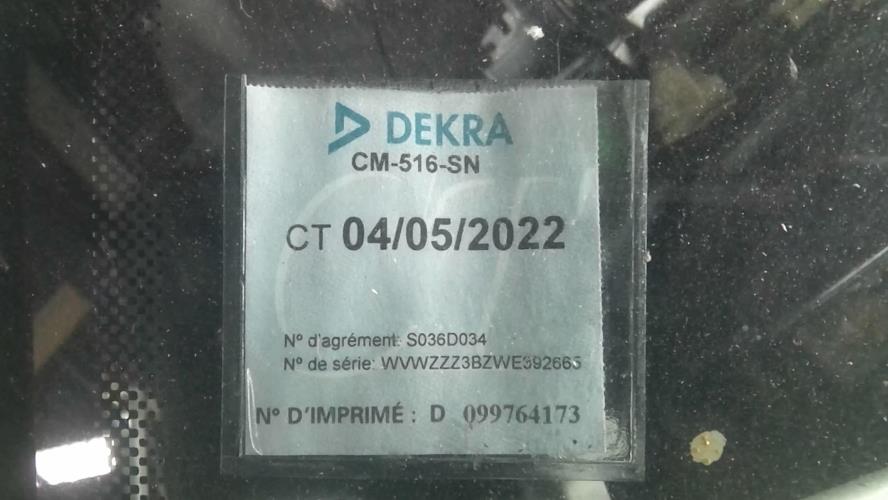 DEKRA
CM-516-SN
CT 04/05/2022
N° d'agrément: S036D034
N° de série: WVWZZZ3BZWE392665
N° D'IMPRIMÉ : D 099764173